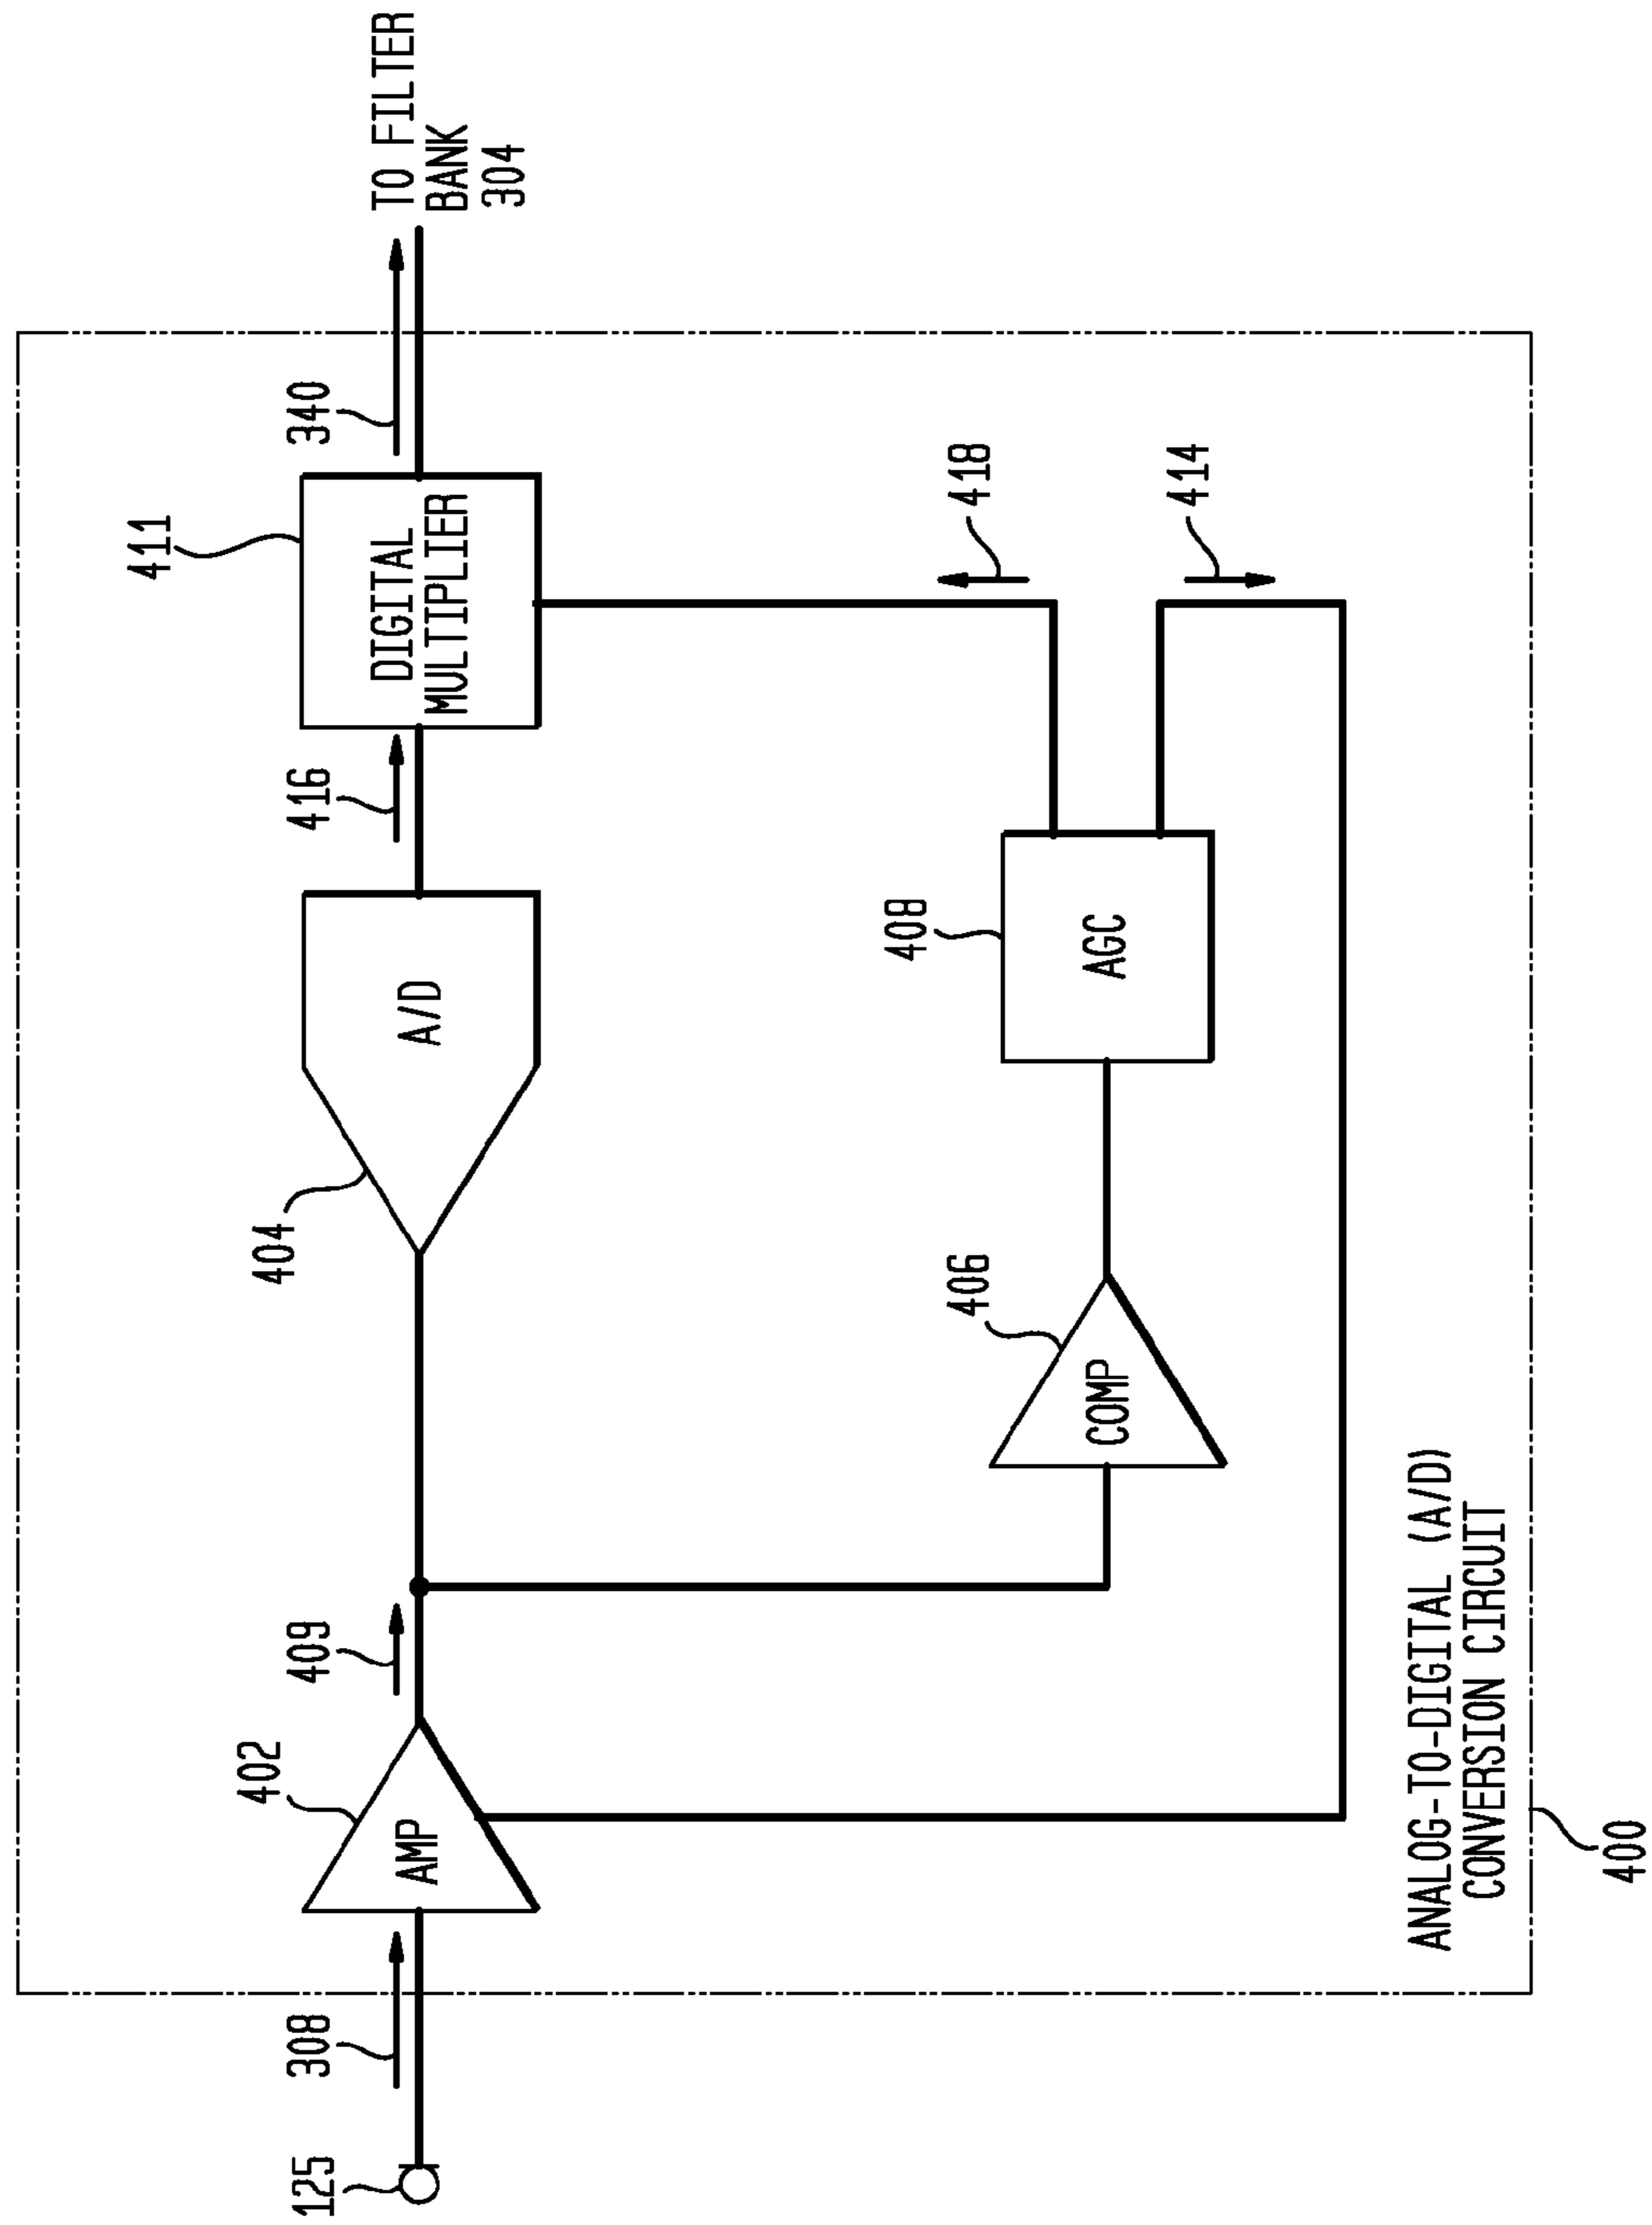 411
340
TO FILTER
BANK
304
416
DIGITAL
MULTIPLIER
404
A/D
409
402
AMP
308
125
418
414
408
AGC
406
COMP
ANALOG-TO-DIGITAL (A/D)
CONVERSION CIRCUIT
400